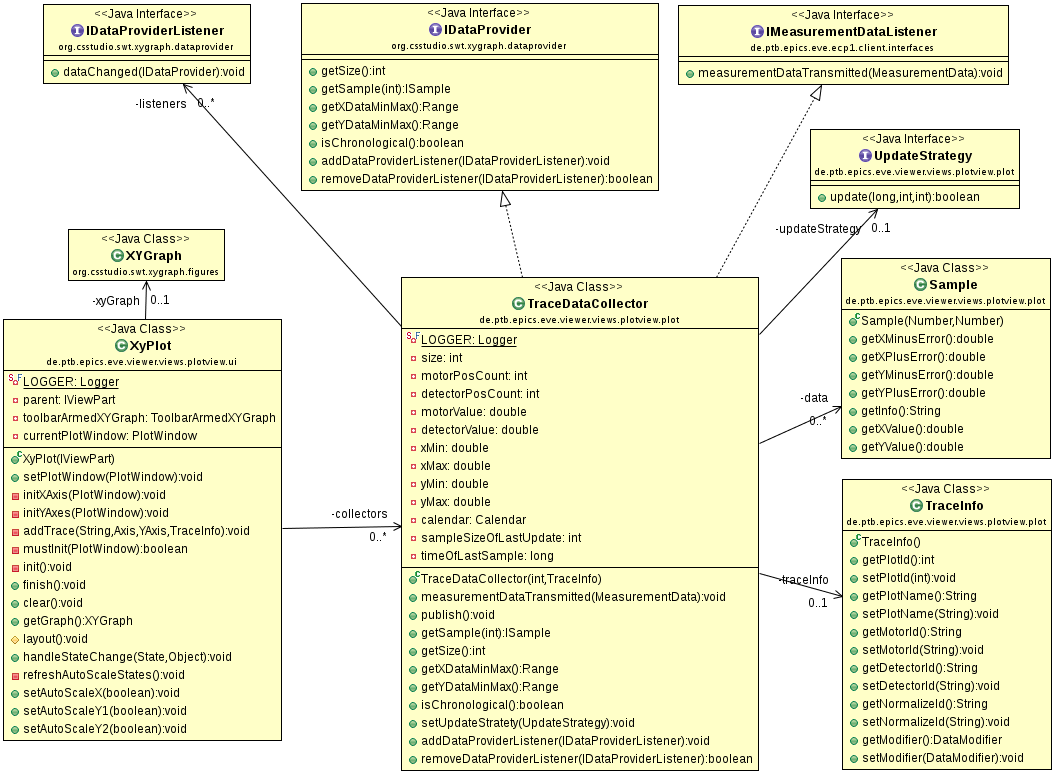 <<Java Interface>>
IDataProviderListener
org.csstudio.swt.xygraph.dataprovider
dataChanged(IDataProvider):void
<<Java Interface>>
IDataProvider
org.csstudio.swt.xygraph.dataprovider
getSize():int
getSample(int):ISample
getXDataMinMax():Range
getYDataMinMax():Range
isChronological():boolean
addDataProviderListener(IDataProviderListener):void
removeDataProviderListener(IDataProviderListener):boolean
<<Java Interface>>
IMeasurementDataListener
de.ptb.epics.eve.ecp1.client.interfaces
measurementDataTransmitted(MeasurementData):void
<<Java Interface>>
UpdateStrategy
de.ptb.epics.eve.viewer.views.plotview.plot
update(long,int,int):boolean
-listeners 0..*
-updateStrategy 0..1
<<Java Class>>
XYGraph
org.csstudio.swt.xygraph.figures
-xyGraph 0..1
<<Java Class>>
XyPlot
de.ptb.epics.eve.viewer.views.plotview.ui
LOGGER: Logger
parent: IViewPart
toolbarArmedXYGraph: ToolbarArmedXYGraph
currentPlotWindow: PlotWindow
XyPlot(IViewPart)
setPlotWindow(PlotWindow):void
initXAxis(PlotWindow):void
initYAxes(PlotWindow):void
addTrace(String,Axis,YAxis,TraceInfo):void
mustInit(PlotWindow):boolean
init():void
finish():void
clear():void
getGraph():XYGraph
layout():void
handleStateChange(State,Object):void
refreshAutoScaleStates():void
setAutoScaleX(boolean):void
setAutoScaleY1(boolean):void
setAutoScaleY2(boolean):void
-collectors
0..*
<<Java Class>>
TraceDataCollector
de.ptb.epics.eve.viewer.views.plotview.plot
LOGGER: Logger
size: int
motorPosCount: int
detectorPosCount: int
motorValue: double
detectorValue: double
xMin: double
xMax: double
yMin: double
yMax: double
calendar: Calendar
sampleSizeOfLastUpdate: int
timeOfLastSample: long
TraceDataCollector(int,TraceInfo)
measurementDataTransmitted(MeasurementData):void
publish():void
getSample(int):ISample
getSize():int
getXDataMinMax():Range
getYDataMinMax():Range
isChronological():boolean
setUpdateStratety(UpdateStrategy):void
addDataProviderListener(IDataProviderListener):void
removeDataProviderListener(IDataProviderListener):boolean
-data
0..*
<<Java Class>>
Sample
de.ptb.epics.eve.viewer.views.plotview.plot
Sample(Number,Number)
getXMinusError():double
getXPlusError():double
getYMinusError():double
getYPlusError():double
getInfo():String
getXValue():double
getYValue():double
-traceInfo
0..1
<<Java Class>>
TraceInfo
de.ptb.epics.eve.viewer.views.plotview.plot
TraceInfo()
getPlotId():int
setPlotId(int):void
getPlotName():String
setPlotName(String):void
getMotorId():String
setMotorId(String):void
getDetectorId():String
setDetectorId(String):void
getNormalizeId():String
setNormalizeId(String):void
getModifier():DataModifier
setModifier(DataModifier):void